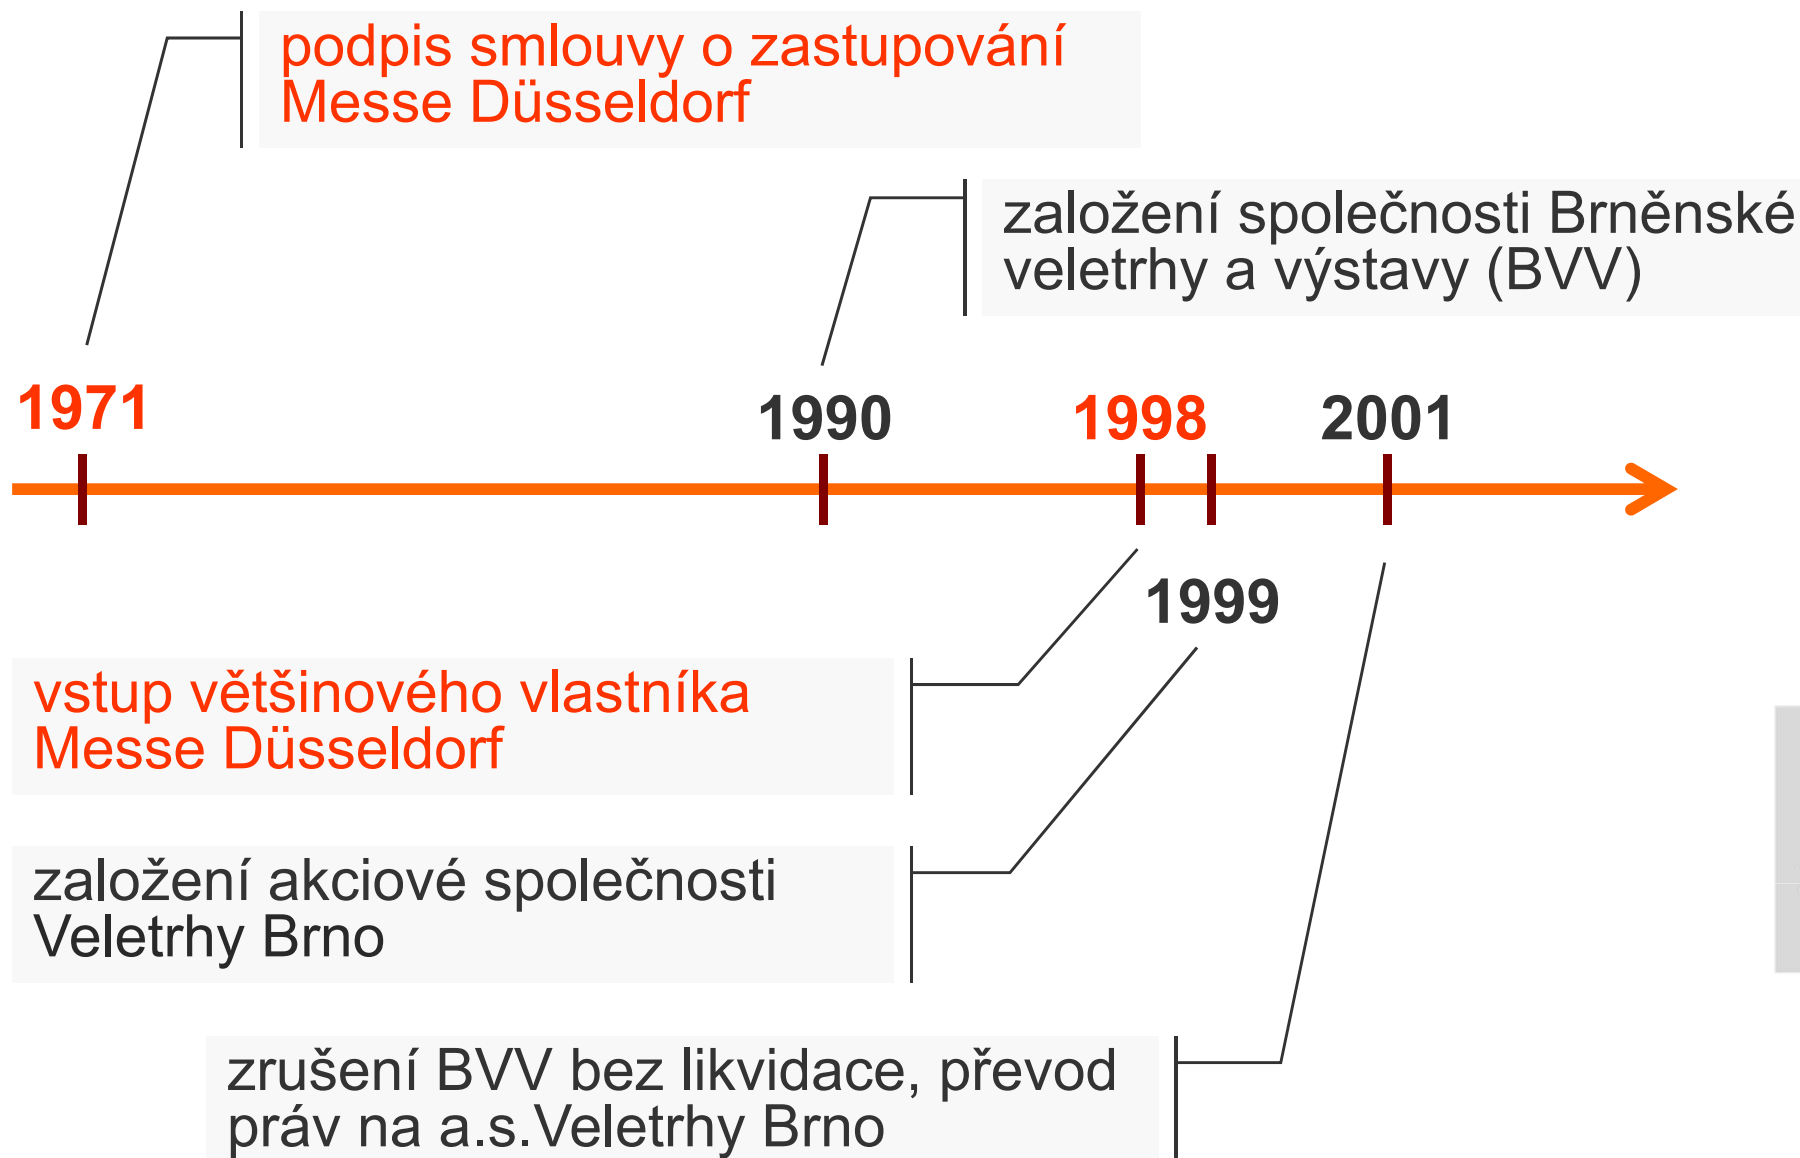 podpis smlouvy o zastupování
Messe Düsseldorf
založení společnosti Brněnské
veletrhy a výstavy (BVV)
1971
1990
1998
2001
1999
vstup většinového vlastníka
Messe Düsseldorf
založení akciové společnosti
Veletrhy Brno
zrušení BVV bez likvidace, převod
práv na a.s.Veletrhy Brno